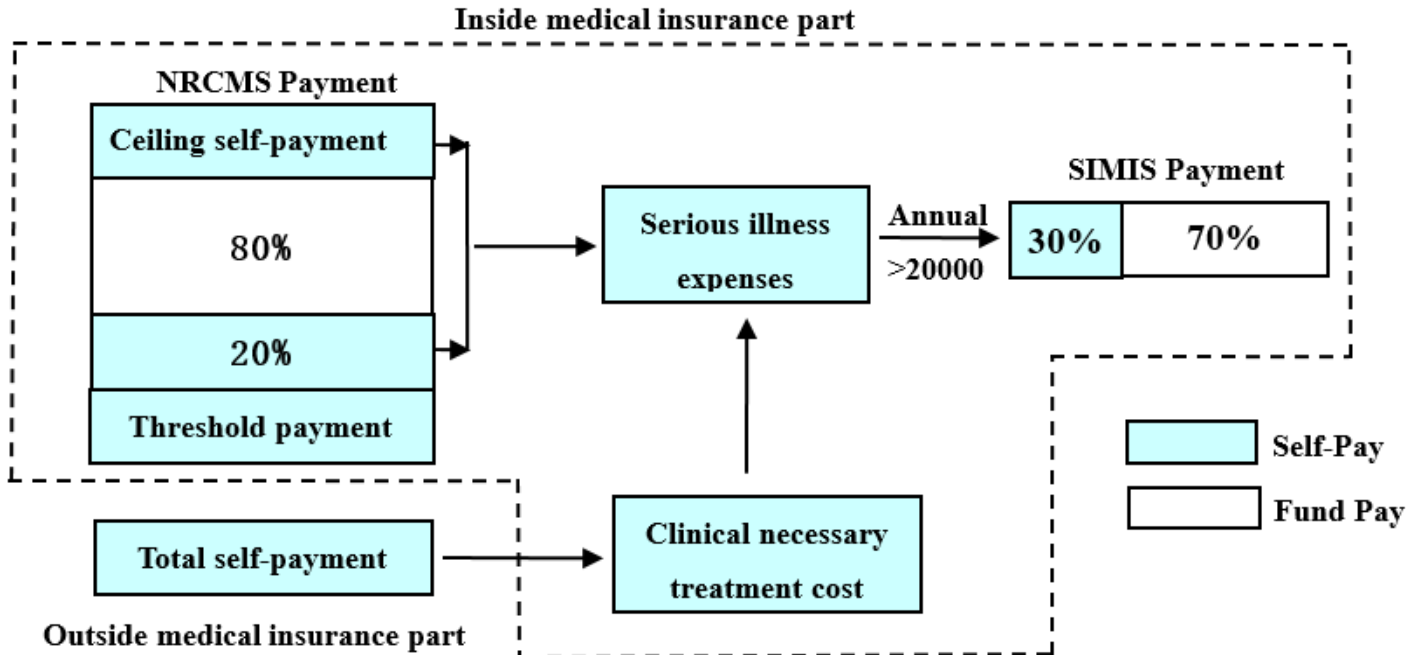 Inside medical insurance part
NRCMS Payment
Ceiling self-payment
80%
20%
Threshold payment
Serious illness
expenses
Annual
>20000
SIMIS Payment
30%
70%
Self-Pay
Fund Pay
Total self-payment
Clinical necessary
treatment cost
Outside medical insurance part